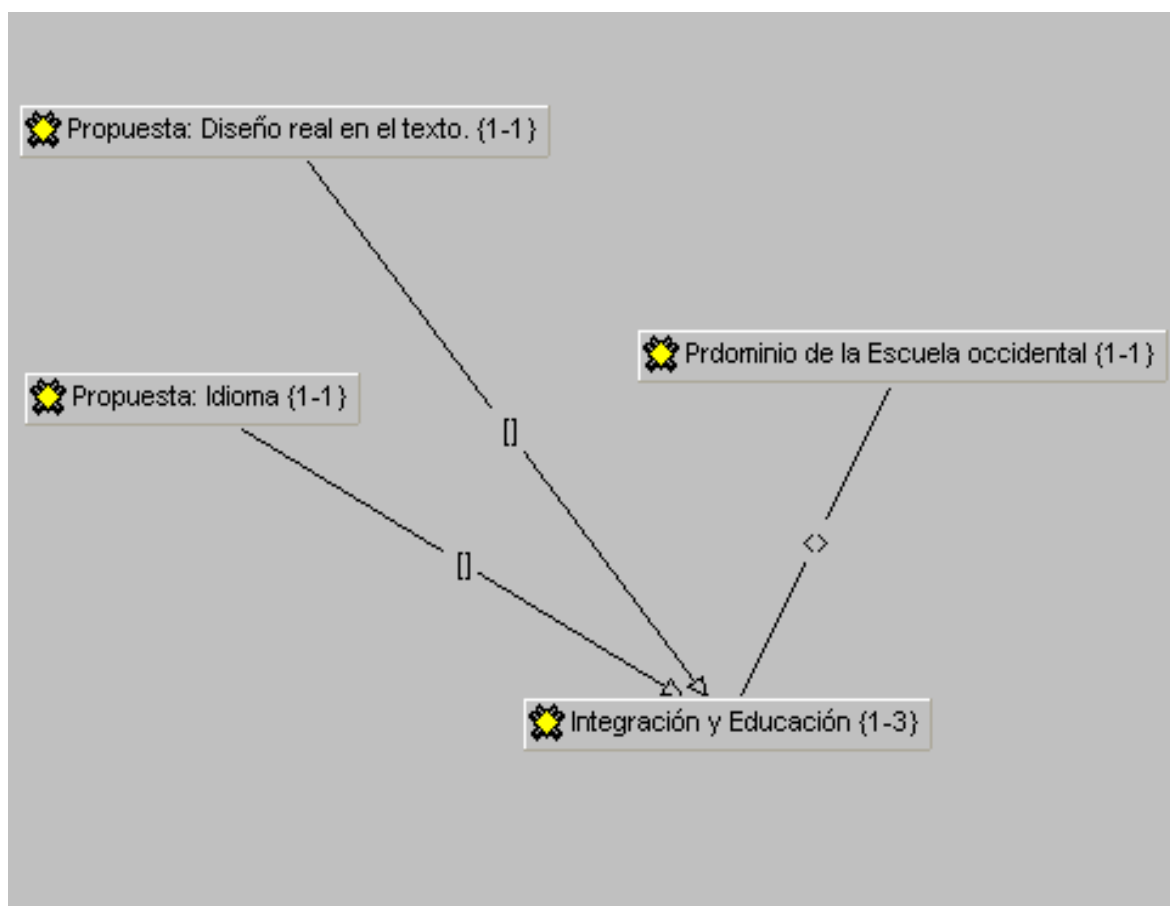 Propuesta: Diseño real en el texto. {1-1}
Prdominio de la Escuela occidental {1-1}
Propuesta: Idioma {1-1}
[]
<>
[]
Integración y Educación {1-3}